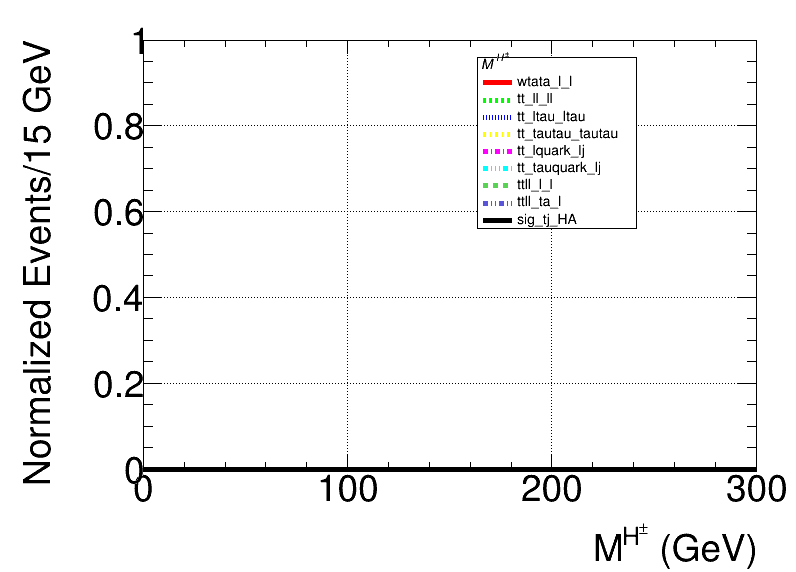 Normalized Events/15 GeV
1
0.8
0.6
0.4
0.2
0
0
100
200
300
M^H±
wtata_l_l
tt_ll_ll
tt_ltau_ltau
tt_tautau_tautau
tt_lquark_lj
tt_tauquark_lj
ttll_l_l
ttll_ta_l
sig_tj_HA
M^H± (GeV)